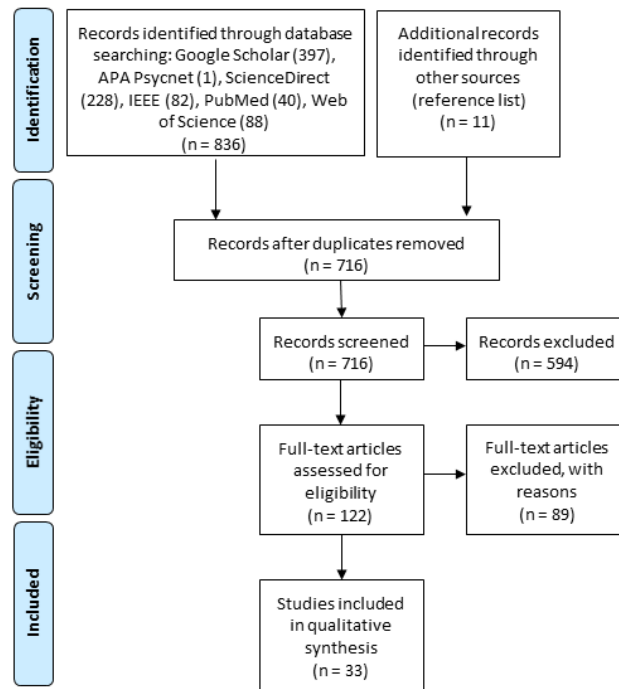 Identification
Records identified through database
searching: Google Scholar (397),
APA Psycnet (1), ScienceDirect
(228), IEEE (82), PubMed (40), Web
of Science (88)
(n = 836)
Additional records
identified through
other sources
(reference list)
(n = 11)
Screening
Records after duplicates removed
(n = 716)
Records screened
(n = 716)
Records excluded
(n = 594)
Eligibility
Full-text articles
assessed for
eligibility
(n = 122)
Full-text articles
excluded, with
reasons
(n = 89)
Included
Studies included
in qualitative
synthesis
(n = 33)